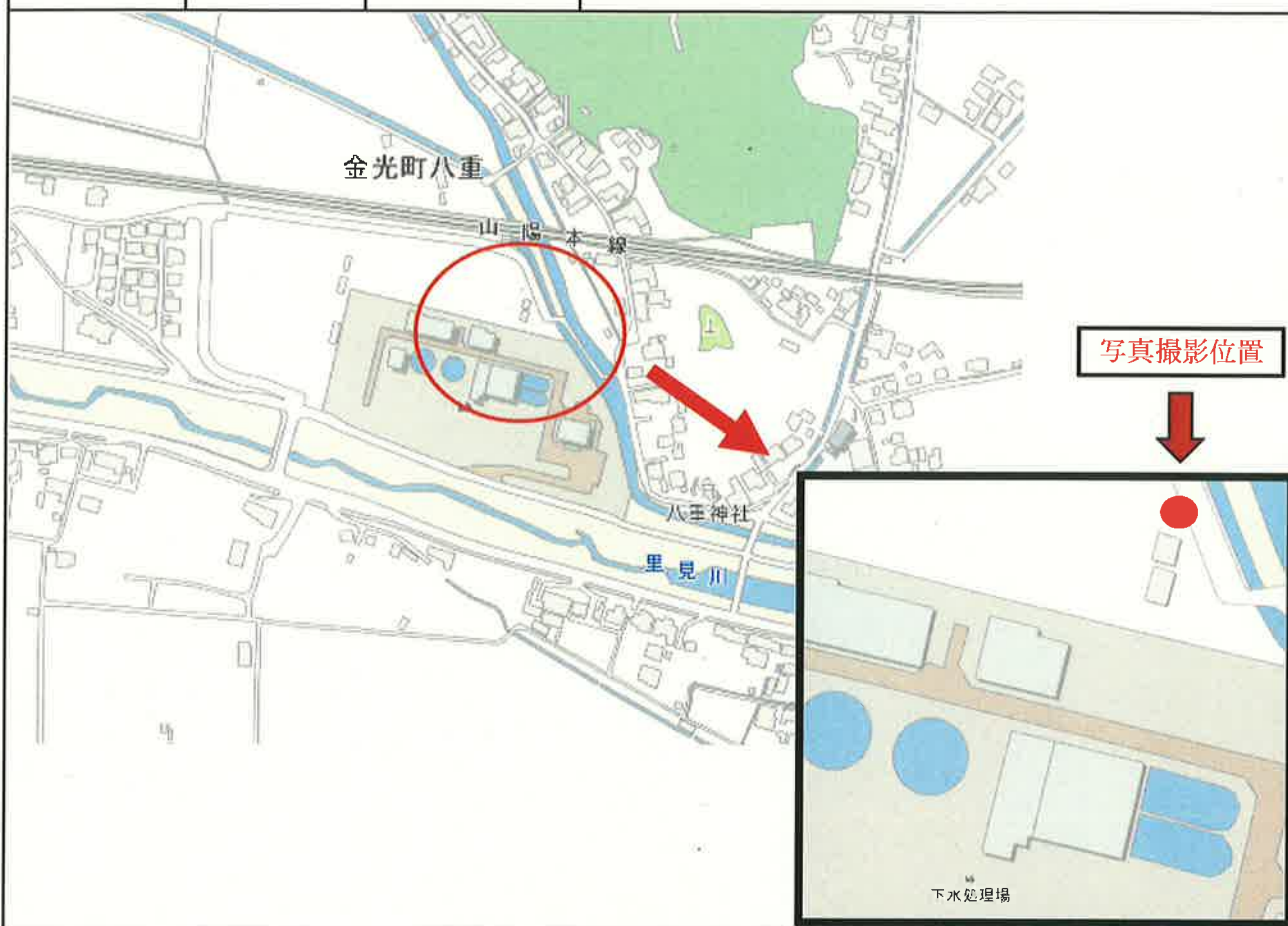 金光町八重
山陽本線
写真撮影位置
八重神社
里見川
下水処理場